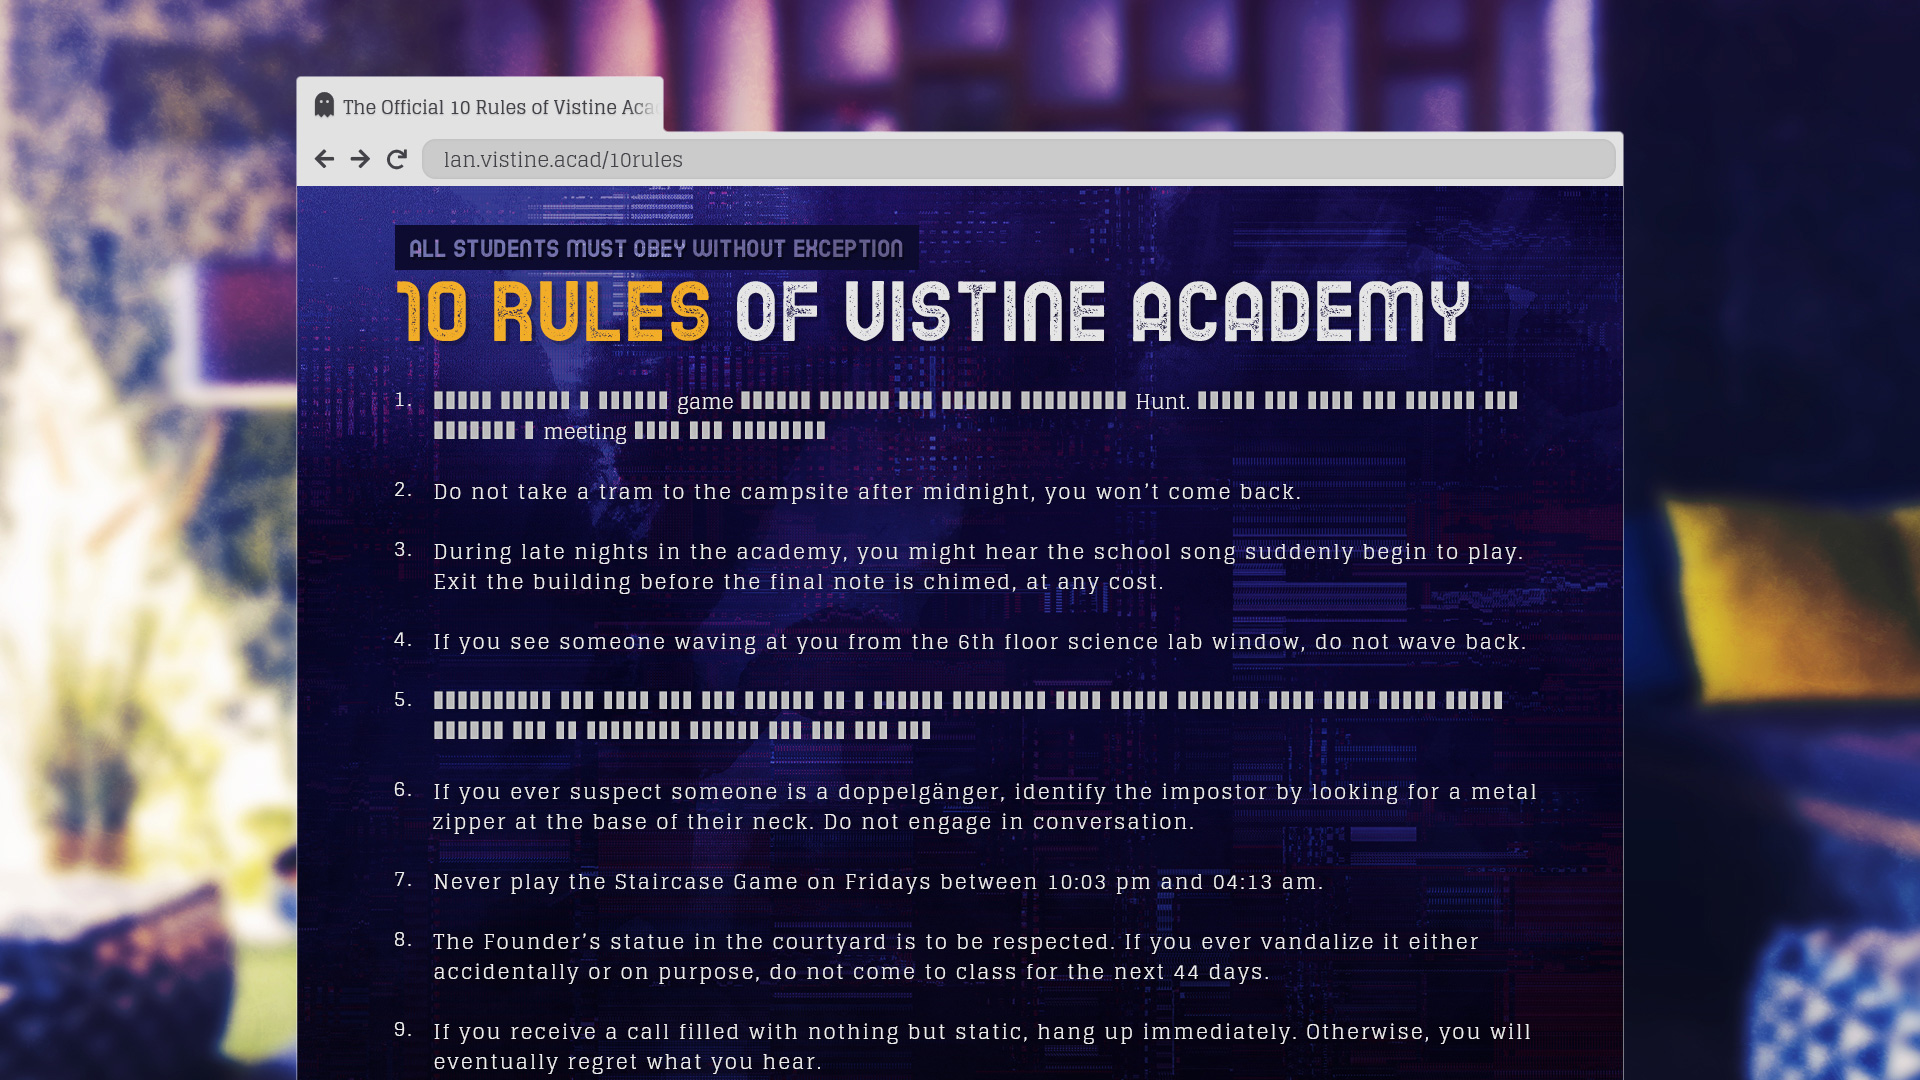 The Official 10 Rules of Vistine Aca
lan.vistine.acad/10rules
ALL STUDENTS MUST OBEY WITHOUT EXCEPTION
10 RULES OF VISTINE ACADEMY
1. game Hunt.
meeting
2. Do not take a tram to the campsite after midnight, you won’t come back.
3. During late nights in the academy, you might hear the school song suddenly begin to play.
Exit the building before the final note is chimed, at any cost.
4. If you see someone waving at you from the 6th floor science lab window, do not wave back.
5.
6. If you ever suspect someone is a doppelgänger, identify the impostor by looking for a metal
zipper at the base of their neck. Do not engage in conversation.
7. Never play the Staircase Game on Fridays between 10:03 pm and 04:13 am.
8. The Founder’s statue in the courtyard is to be respected. If you ever vandalize it either
accidentally or on purpose, do not come to class for the next 44 days.
9. If you receive a call filled with nothing but static, hang up immediately. Otherwise, you will
eventually regret what you hear.